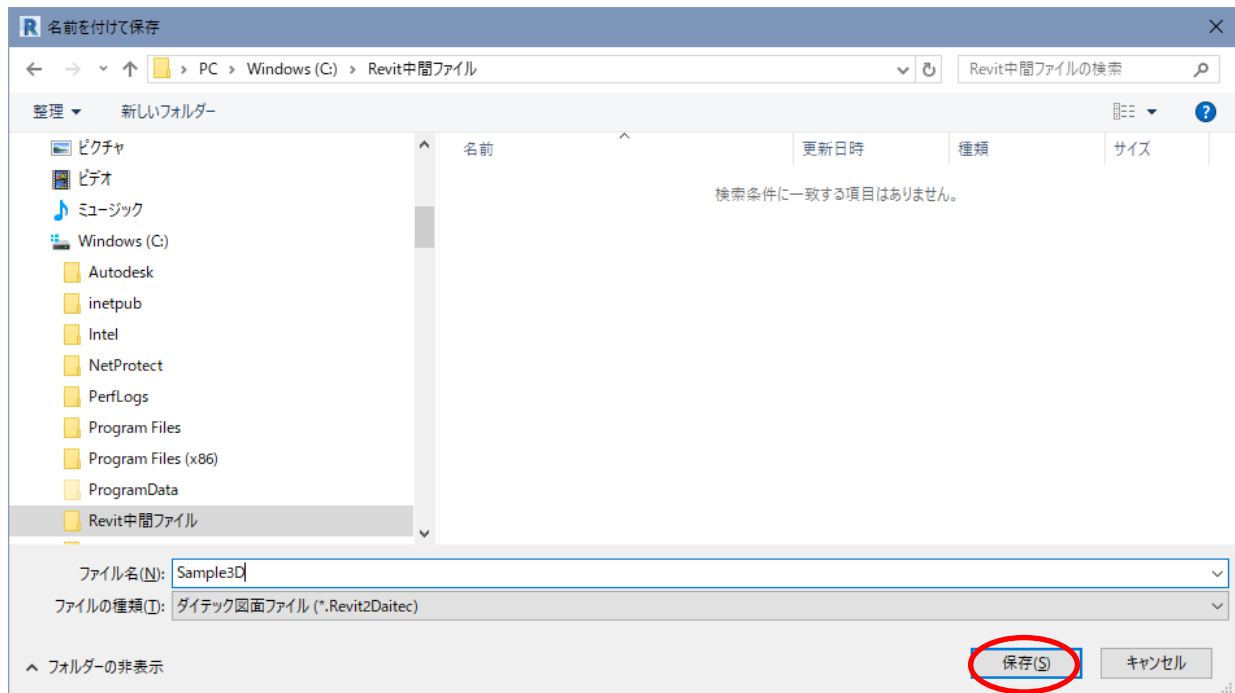 R 名前を付けて保存
PC > Windows (C:) > Revit中間ファイル
Revit中間ファイルの検索
整理 新しいフォルダー
?
ピクチャ
ビデオ
ミュージック
Windows (C:)
Autodesk
inetpub
Intel
NetProtect
PerfLogs
Program Files
Program Files (x86)
ProgramData
Revit中間ファイル
名前 更新日時 種類 サイズ
検索条件に一致する項目はありません。
ファイル名(N): Sample3D
ファイルの種類(T): ダイテック図面ファイル (*.Revit2Daitec)
フォルダーの非表示
保存(S) キャンセル